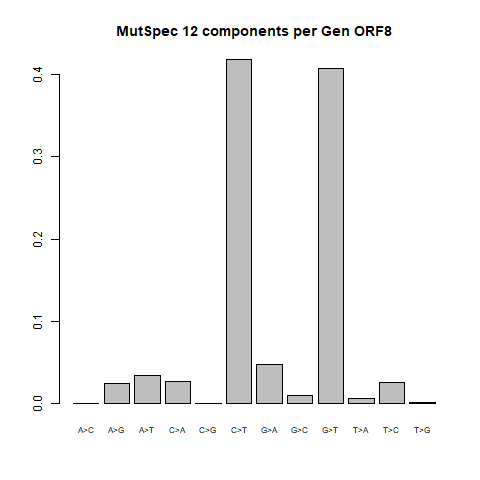 MutSpec 12 components per Gen ORF8
0.4
0.3
0.2
0.1
0.0
A>C A>G A>T C>A C>G C>T G>A G>C G>T T>A T>C T>G